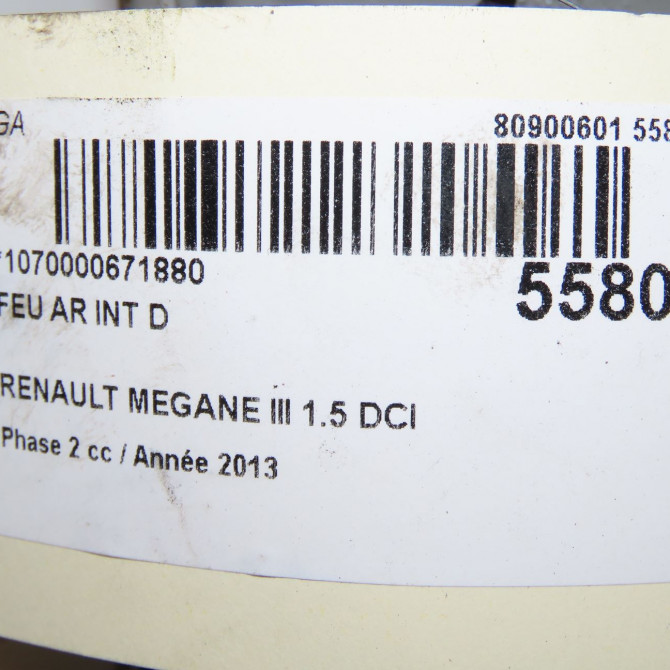 GA 80900601 558
*1070000671880
5580
FEU AR INT D
RENAULT MEGANE III 1.5 DCI
Phase 2 cc / Année 2013